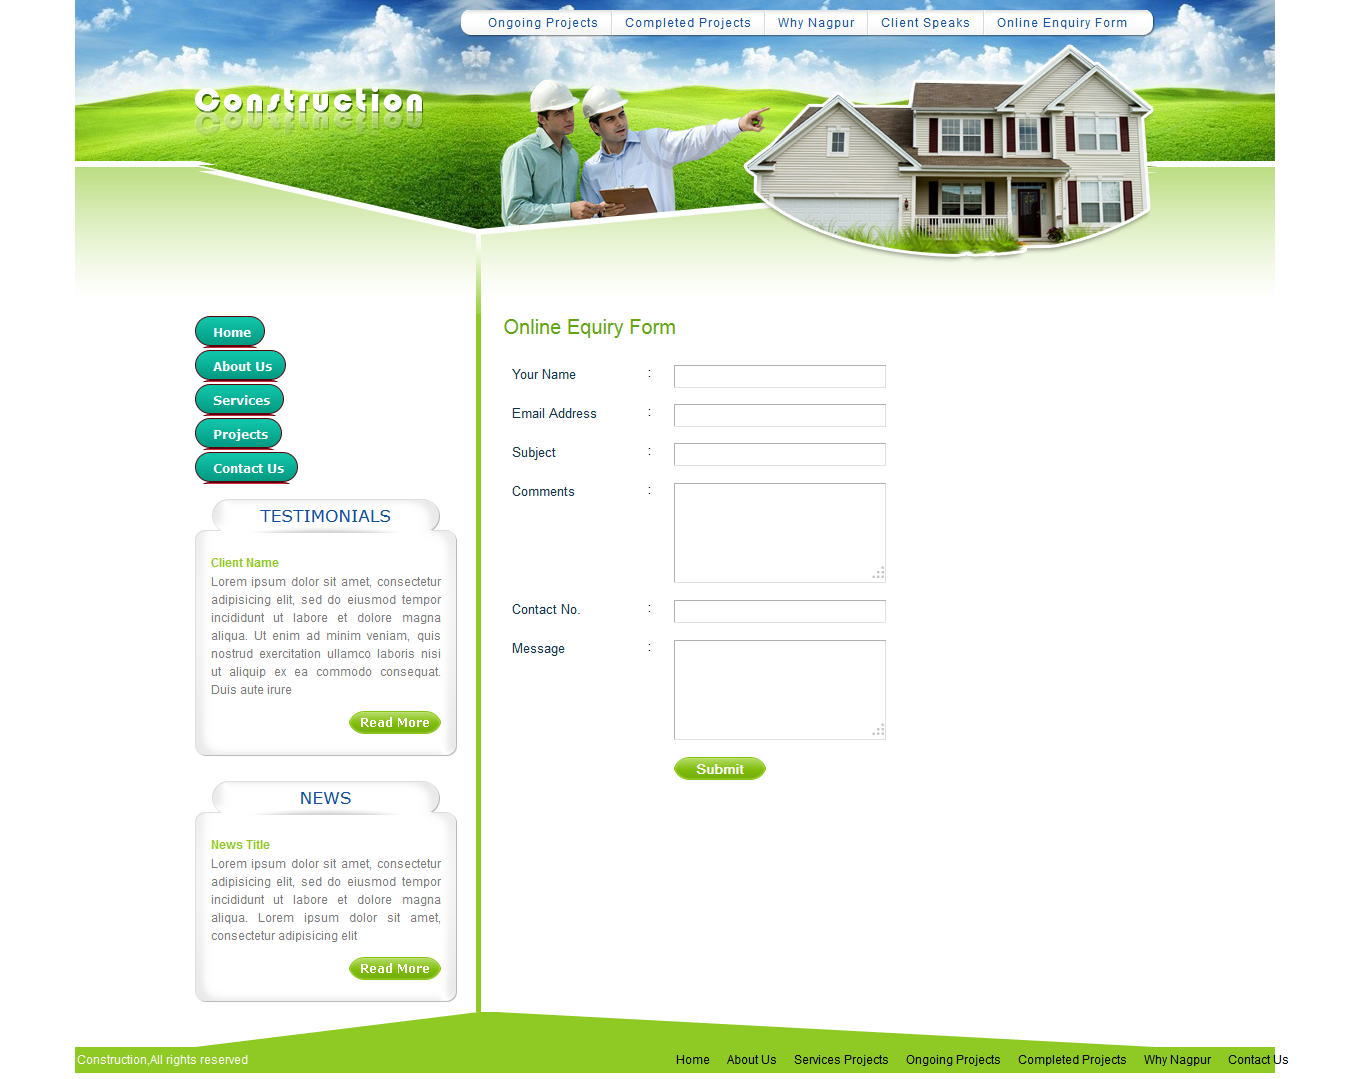 Ongoing Projects Completed Projects Why Nagpur Client Speaks Online Enquiry Form
Construction
Home
About Us
Services
Projects
Contact Us
TESTIMONIALS
Client Name
Lorem ipsum dolor sit amet, consectetur
adipisicing elit, sed do eiusmod tempor
incididunt ut labore et dolore magna
aliqua. Ut enim ad minim veniam, quis
nostrud exercitation ullamco laboris nisi
ut aliquip ex ea commodo consequat.
Duis aute irure
Read More
NEWS
News Title
Lorem ipsum dolor sit amet, consectetur
adipisicing elit, sed do eiusmod tempor
incididunt ut labore et dolore magna
aliqua. Lorem ipsum dolor sit amet,
consectetur adipisicing elit
Read More
Online Equiry Form
Your Name :
Email Address :
Subject :
Comments :
Contact No. :
Message :
Submit
Construction,All rights reserved
Home About Us Services Projects Ongoing Projects Completed Projects Why Nagpur Contact Us